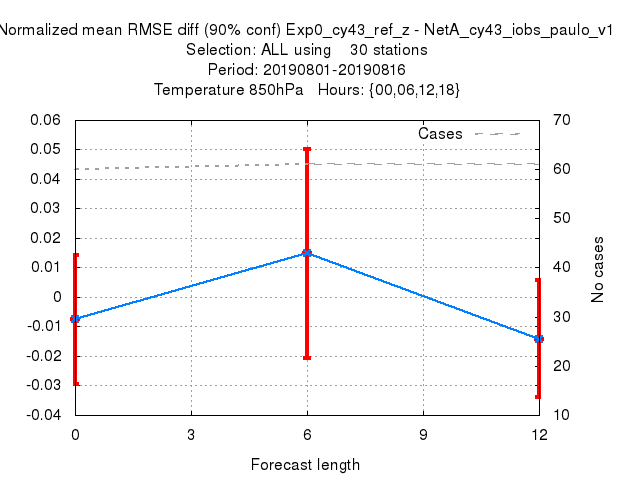 Normalized mean RMSE diff (90% conf) Exp0_cy43_ref_z - NetA_cy43_iobs_paulo_v1
Selection: ALL using 30 stations
Period: 20190801-20190816
Temperature 850hPa Hours: {00,06,12,18}
Cases
0.06
0.05
0.04
0.03
0.02
0.01
0
-0.01
-0.02
-0.03
-0.04
70
60
50
40
30
20
10
No cases
0 3 6 9 12
Forecast length